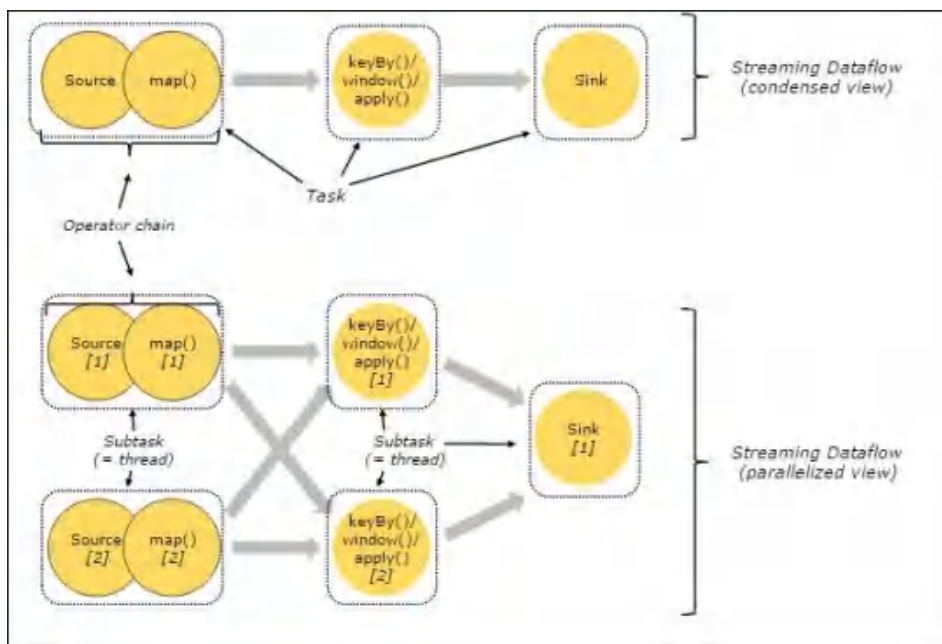 Source
map()
keyBy()/
window()/
apply()
Sink
Streaming Dataflow
(condensed view)
Task
Operator chain
Source
[1]
map()
[1]
keyBy()/
window()/
apply()
[1]
Subtask
(= thread)
Subtask
(= thread)
Sink
[1]
Streaming Dataflow
(parallelized view)
Source
[2]
map()
[2]
keyBy()/
window()/
apply()
[2]